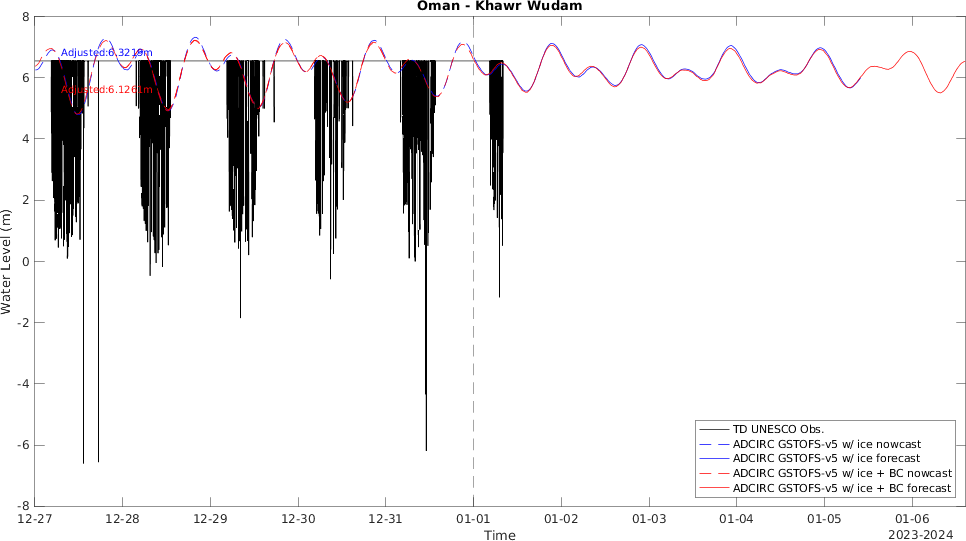 Oman - Khawr Wudam
8
6
4
2
0
-2
-4
-6
-8
Water Level (m)
Adjusted:6.3219m
Adjusted:6.1261m
TD UNESCO Obs.
ADCIRC GSTOFS-v5 w/ ice nowcast
ADCIRC GSTOFS-v5 w/ ice forecast
ADCIRC GSTOFS-v5 w/ ice + BC nowcast
ADCIRC GSTOFS-v5 w/ ice + BC forecast
12-27 12-28 12-29 12-30 12-31 01-01 01-02 01-03 01-04 01-05 01-06
Time
2023-2024